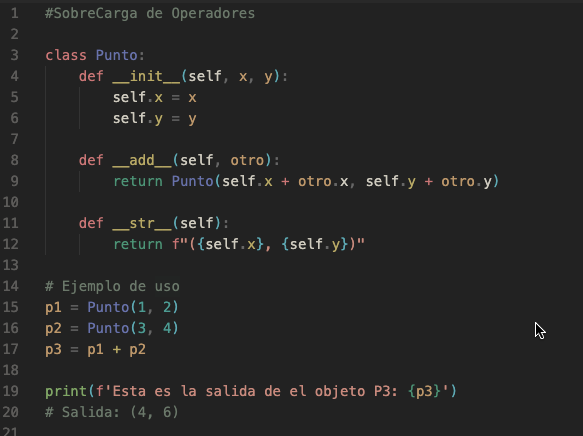 1 #SobreCarga de Operadores
2
3 class Punto:
4     def __init__(self, x, y):
5         self.x = x
6         self.y = y
7
8     def __add__(self, otro):
9         return Punto(self.x + otro.x, self.y + otro.y)
10
11     def __str__(self):
12         return f"({self.x}, {self.y})"
13
14 # Ejemplo de uso
15 p1 = Punto(1, 2)
16 p2 = Punto(3, 4)
17 p3 = p1 + p2
18
19 print(f'Esta es la salida de el objeto P3: {p3}')
20 # Salida: (4, 6)
21